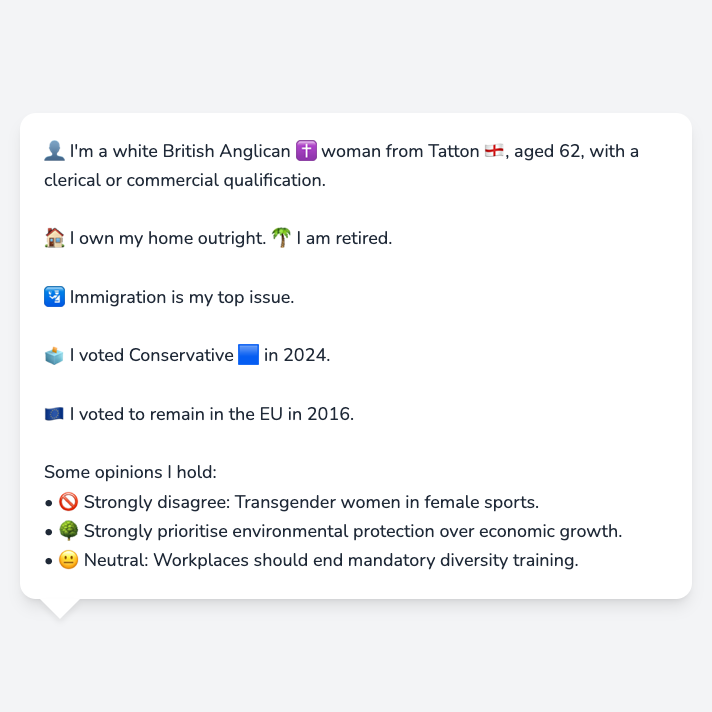 👤 I'm a white British Anglican ✝️ woman from Tatton 🏴󠁧󠁢󠁥󠁮󠁧󠁿, aged 62, with a
clerical or commercial qualification.
🏠 I own my home outright. 🌴 I am retired.
🛂 Immigration is my top issue.
🗳️ I voted Conservative 🟦 in 2024.
🇪🇺 I voted to remain in the EU in 2016.
Some opinions I hold:
• 🚫 Strongly disagree: Transgender women in female sports.
• 🌳 Strongly prioritise environmental protection over economic growth.
• 😐 Neutral: Workplaces should end mandatory diversity training.